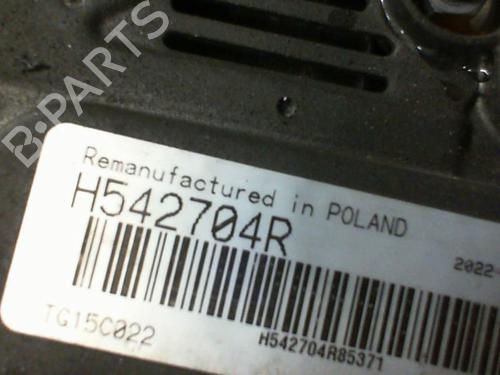 B-PARTS
Remanufactured in POLAND
H542704R
2022-
TG15C022
H542704R85371